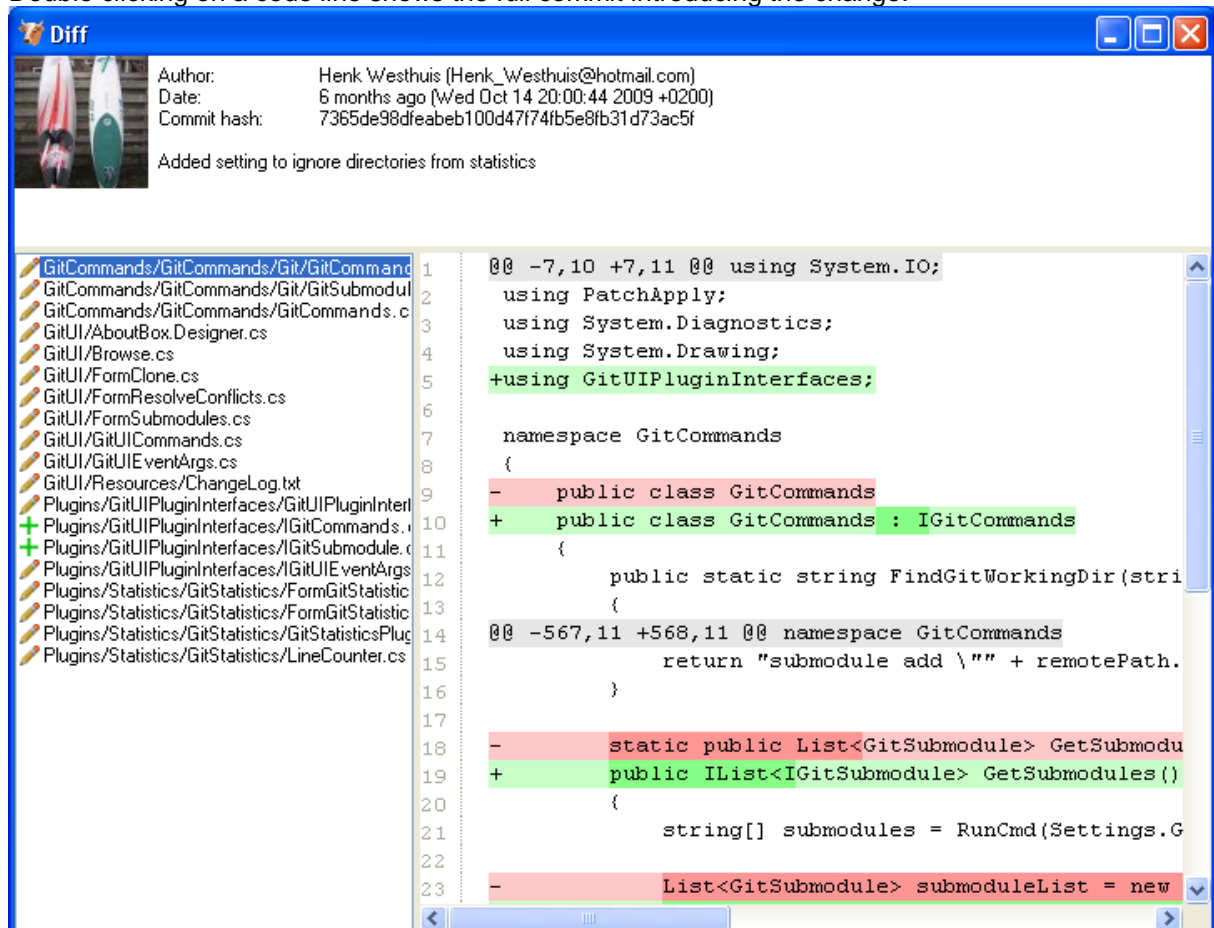 Double clicking on a code line shows the full commit introducing the change.
Diff
Author: Henk Westhuis (Henk_Westhuis@hotmail.com)
Date: 6 months ago (Wed Oct 14 20:00:44 2009 +0200)
Commit hash: 7365de98dfeabeb100d47f74fb5e8fb31d73ac5f
Added setting to ignore directories from statistics
GitCommands/GitCommands/Git/GitCommand
GitCommands/GitCommands/Git/GitSubmodul
GitCommands/GitCommands/GitCommands.c
GitUI/AboutBox.Designer.cs
GitUI/Browse.cs
GitUI/FormClone.cs
GitUI/FormResolveConflicts.cs
GitUI/FormSubmodules.cs
GitUI/GitUICommands.cs
GitUI/GitUIEventArgs.cs
GitUI/Resources/ChangeLog.txt
Plugins/GitUIPluginInterfaces/GitUIPluginInterf
+ Plugins/GitUIPluginInterfaces/IGitCommands.
+ Plugins/GitUIPluginInterfaces/IGitSubmodule.c
Plugins/GitUIPluginInterfaces/IGitUIEventArgs
Plugins/Statistics/GitStatistics/FormGitStatistic
Plugins/Statistics/GitStatistics/FormGitStatistic
Plugins/Statistics/GitStatistics/GitStatisticsPlug
Plugins/Statistics/GitStatistics/LineCounter.cs
1 @@ -7,10 +7,11 @@ using System.IO;
2 using PatchApply;
3 using System.Diagnostics;
4 using System.Drawing;
5 +using GitUIPluginInterfaces;
6
7 namespace GitCommands
8 {
9 - public class GitCommands
10 + public class GitCommands : IGitCommands
11 {
12 public static string FindGitWorkingDir(stri
13 {
14 @@ -567,11 +568,11 @@ namespace GitCommands
15 return "submodule add \"" + remotePath.
16 }
17
18 - static public List<GitSubmodule> GetSubmodu
19 + public IList<IGitSubmodule> GetSubmodules()
20 {
21 string[] submodules = RunCmd(Settings.G
22
23 - List<GitSubmodule> submoduleList = new